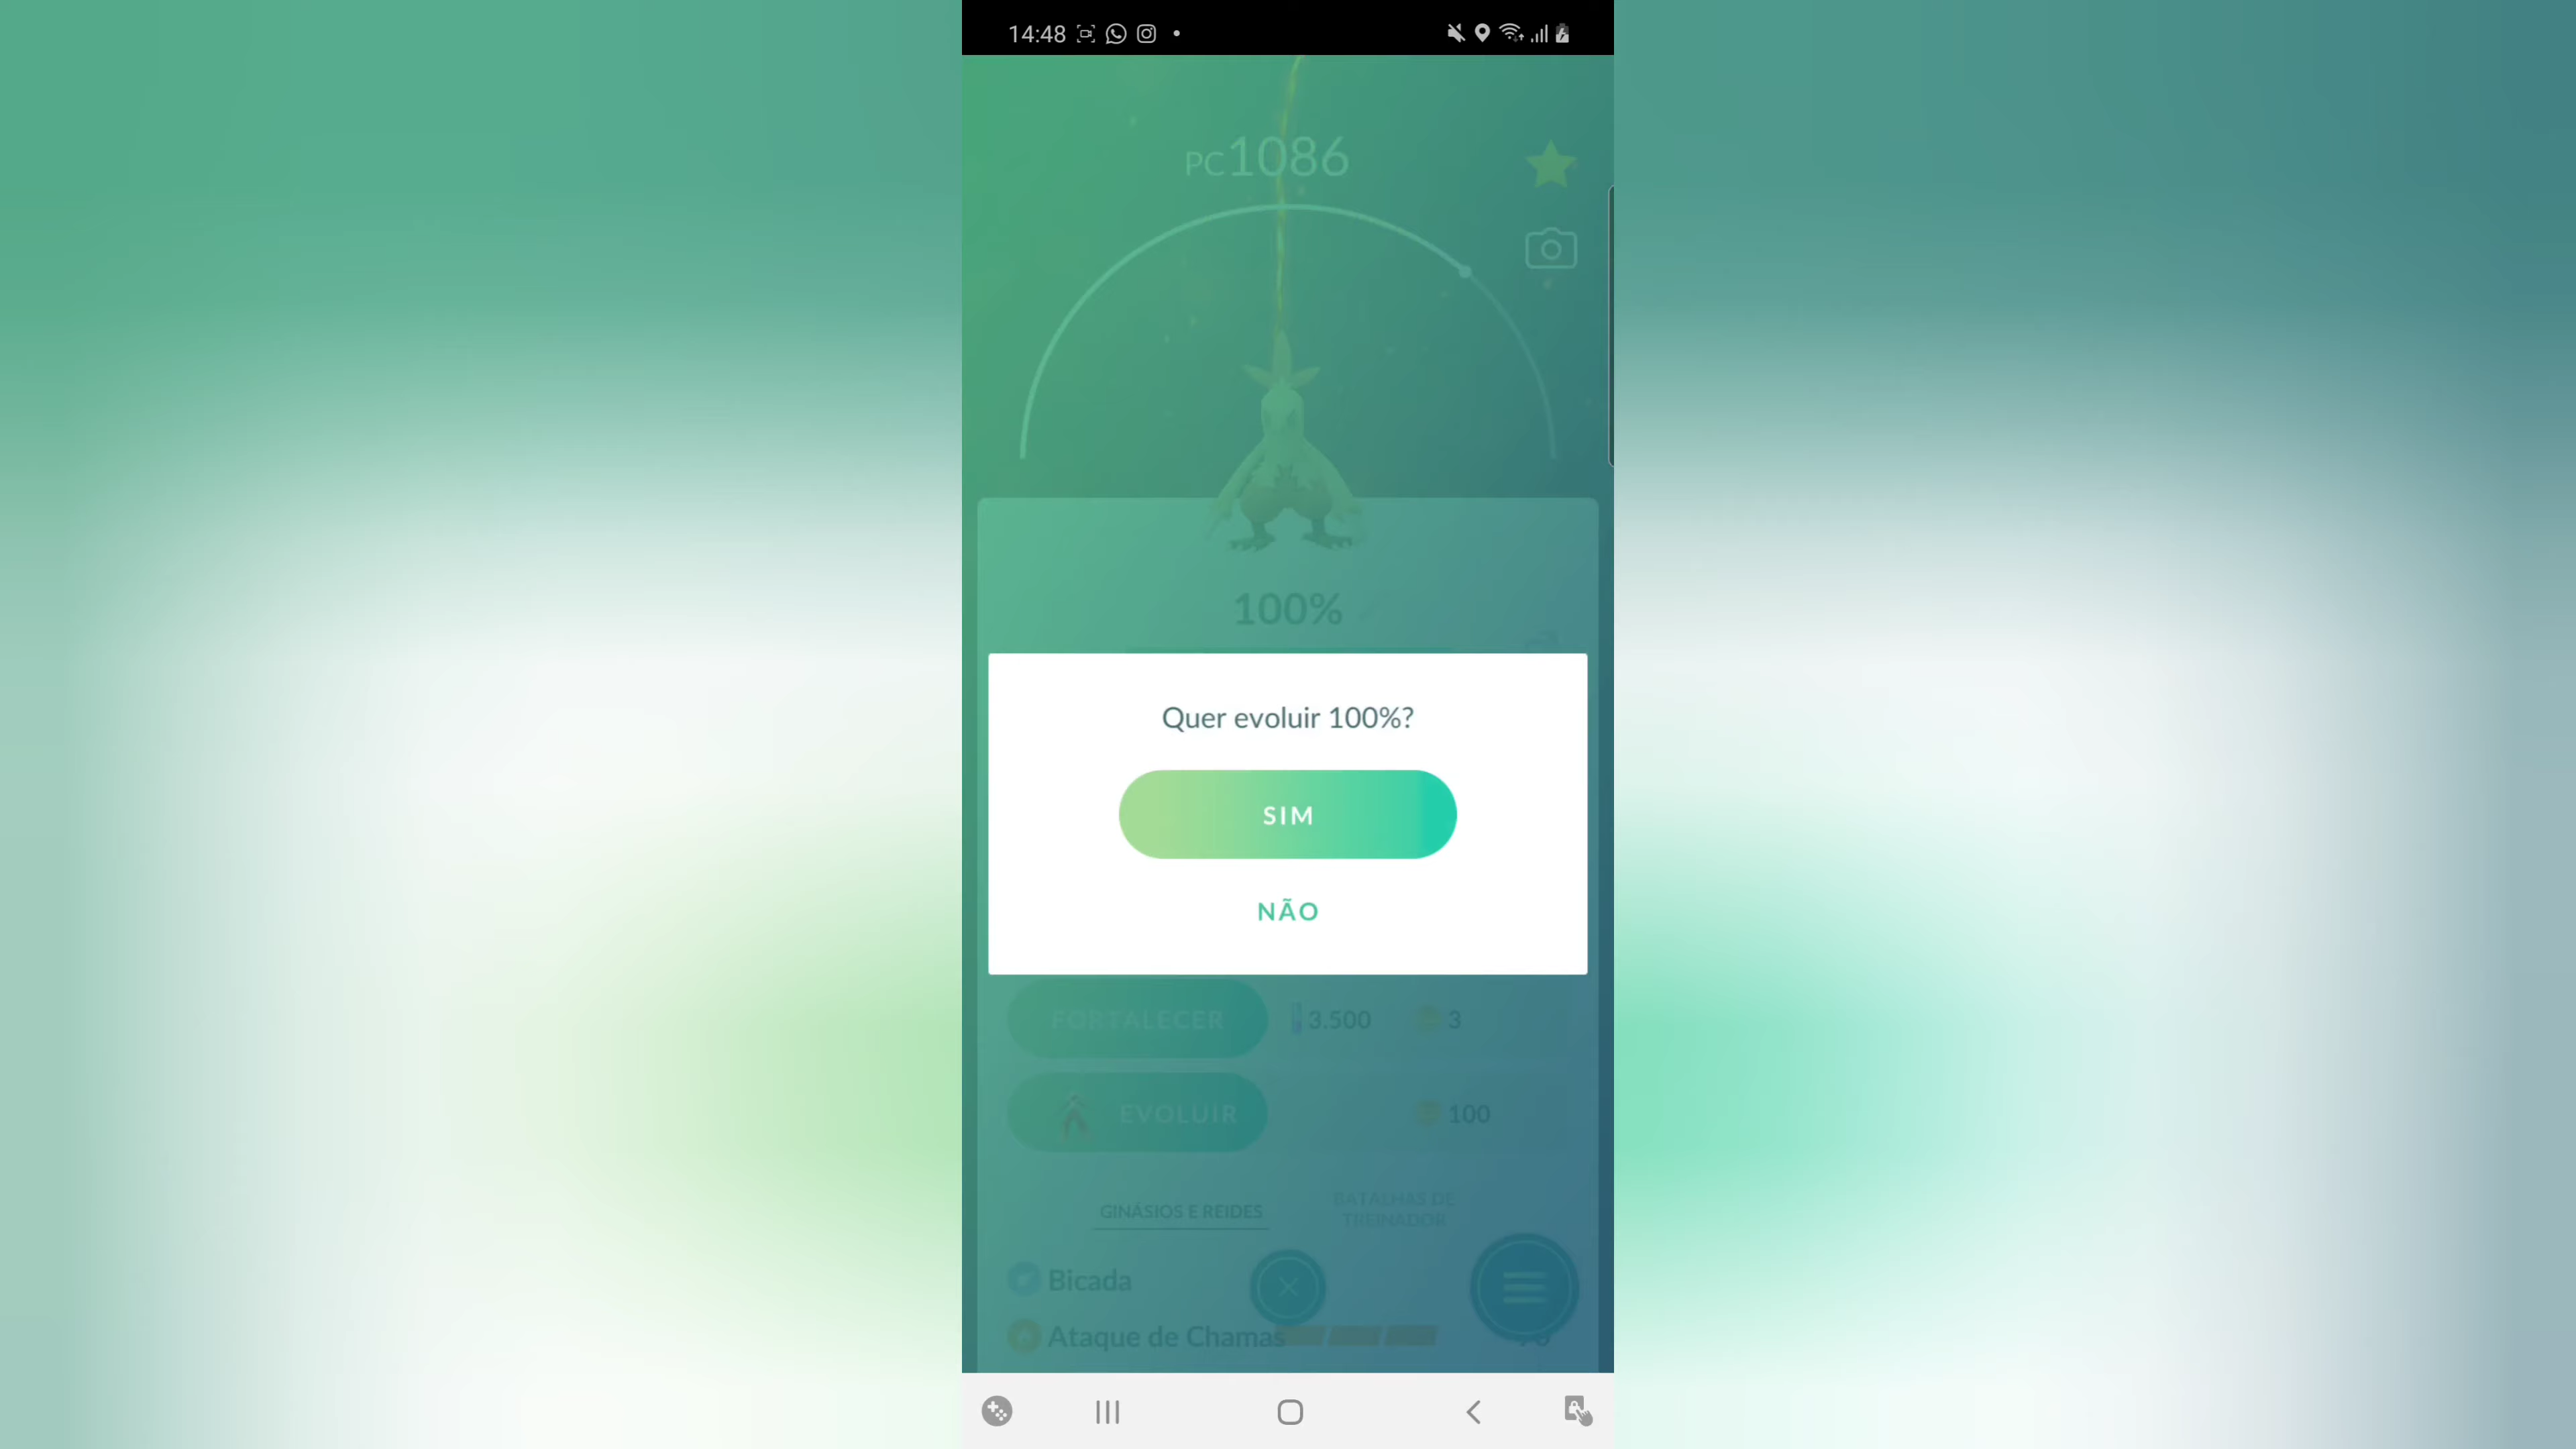 14:48
PC1086
100%
Quer evoluir 100%?
SIM
NÃO
FORTALECER 3.500 3
EVOLUIR 100
GINÁSIOS E REIDES
BATALHAS DE
TREINADOR
Bicada
Ataque de Chamas